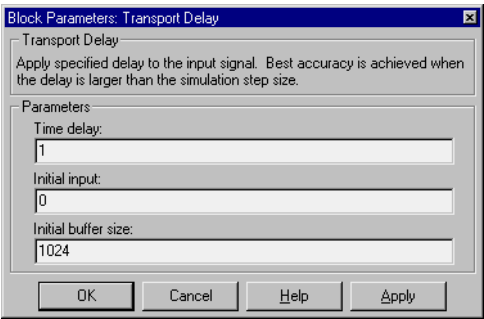 Block Parameters: Transport Delay
Transport Delay
Apply specified delay to the input signal.  Best accuracy is achieved when
the delay is larger than the simulation step size.
Parameters
Time delay:
1
Initial input:
0
Initial buffer size:
1024
OK Cancel Help Apply